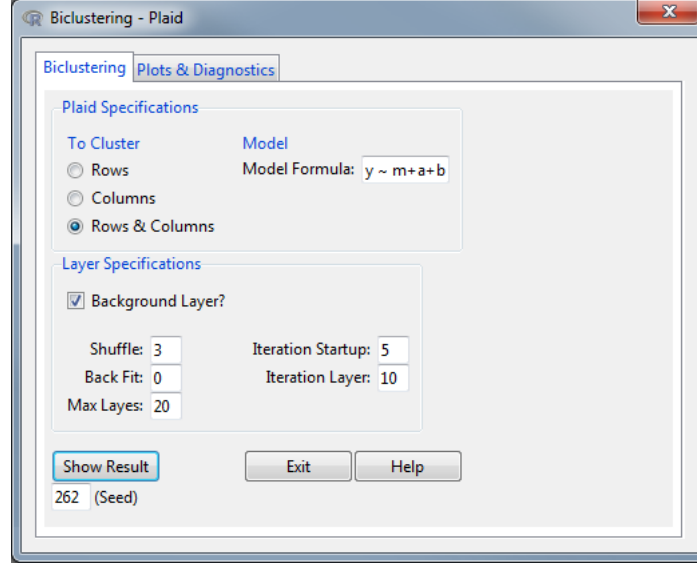 Biclustering - Plaid
Biclustering Plots & Diagnostics
Plaid Specifications
To Cluster
Model
Rows
Model Formula: y ~ m+a+b
Columns
Rows & Columns
Layer Specifications
Background Layer?
Shuffle: 3
Iteration Startup: 5
Back Fit: 0
Iteration Layer: 10
Max Layes: 20
Show Result
Exit
Help
262 (Seed)